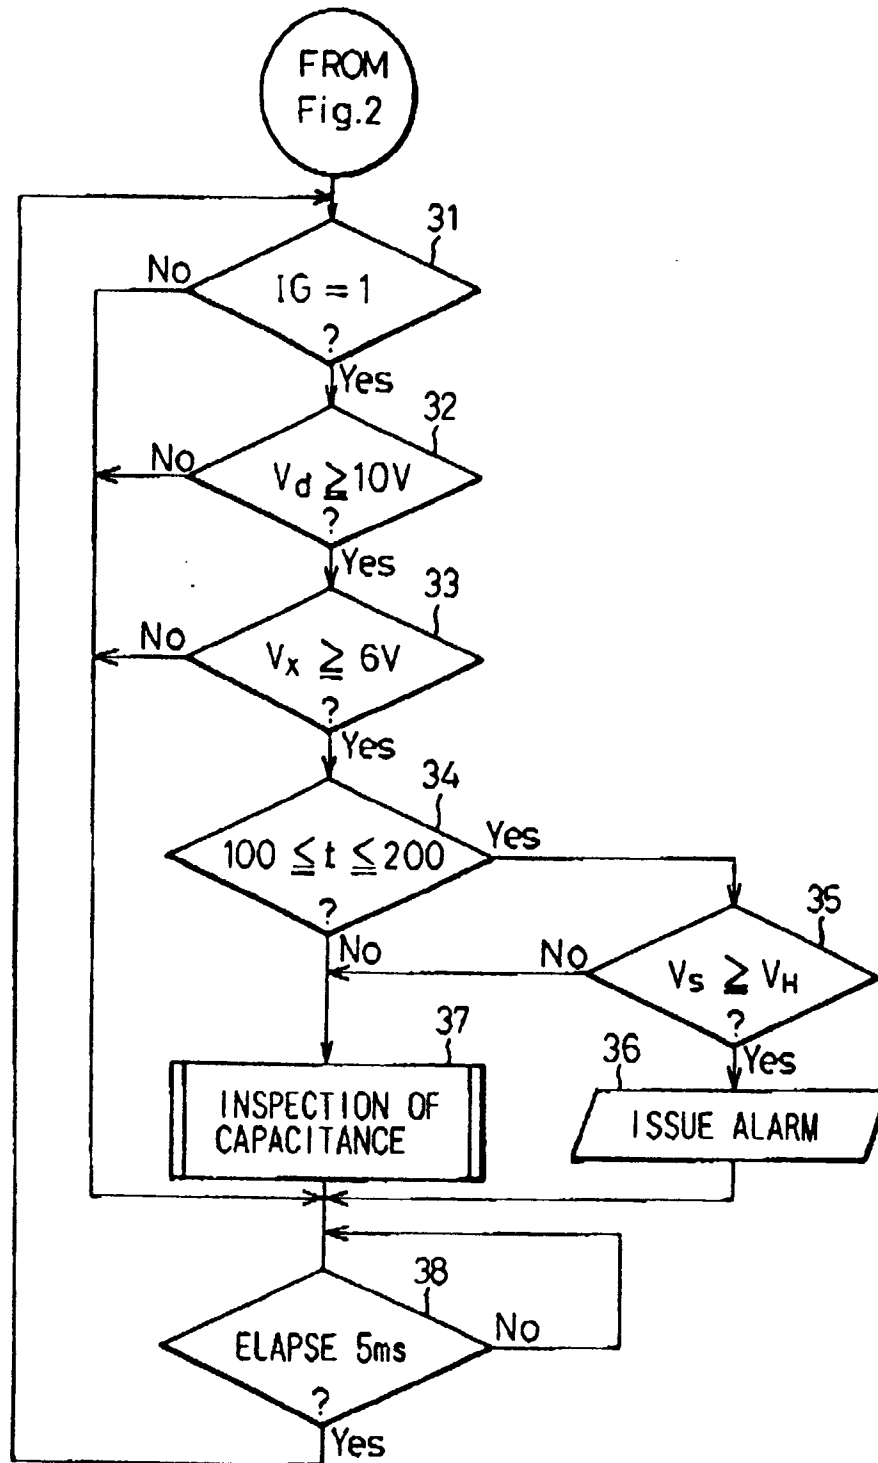 FROM
Fig.2
31
No
IG = 1
?
Yes
32
No
Vd ≧ 10V
?
Yes
33
No
Vx ≧ 6V
?
Yes
34
100 ≦ t ≦ 200
Yes
?
No
35
No
Vs ≧ VH
?
Yes
36
ISSUE ALARM
37
INSPECTION OF
CAPACITANCE
38
ELAPSE 5ms
No
?
Yes